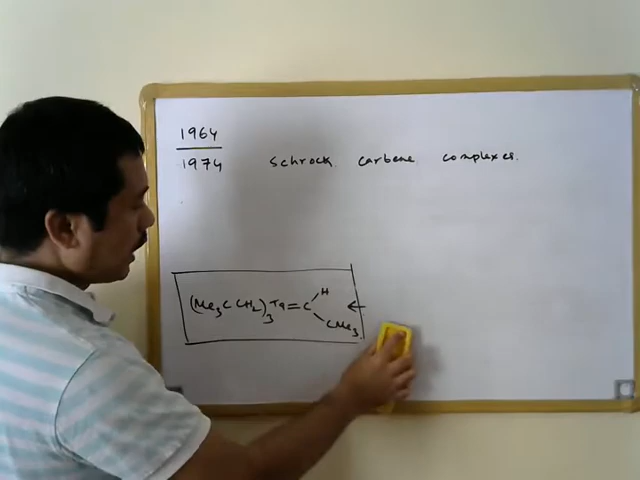 1964
1974 Schrock carbene complexes.
H
(Me3CCH2)3Ta=C
CMe3